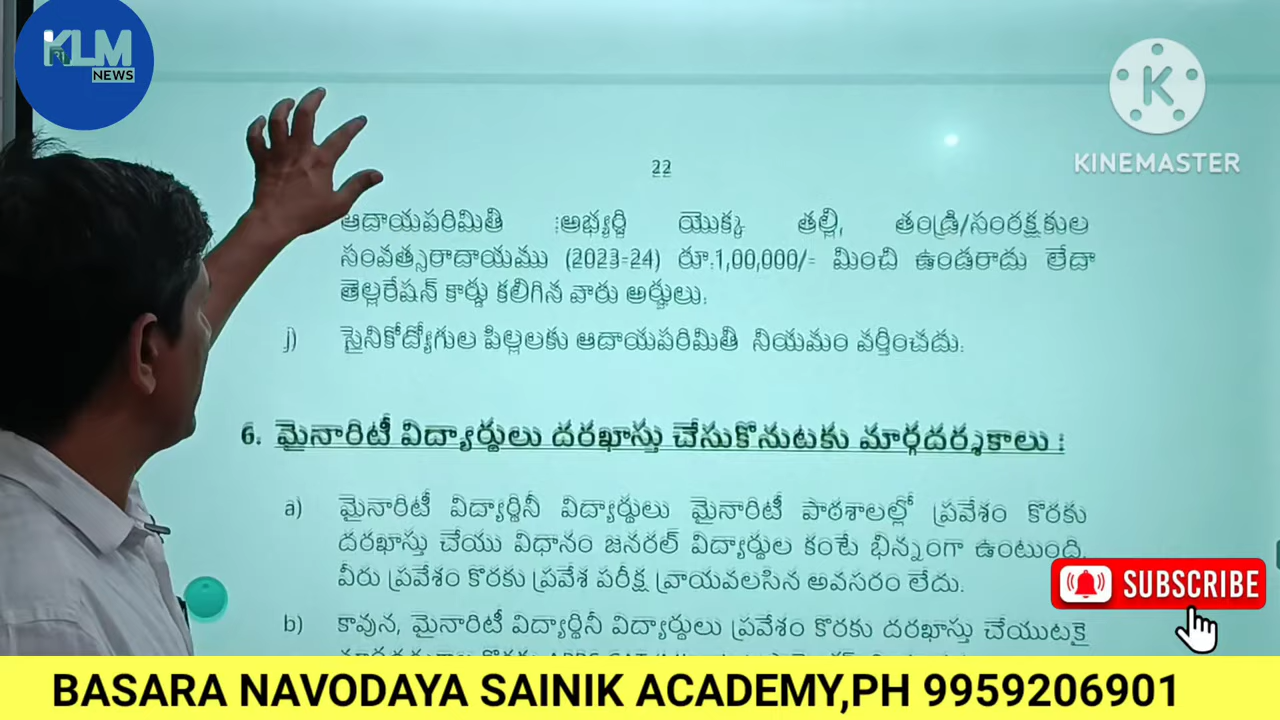 KLM
NEWS
K
KINEMASTER
22
ఆదాయపరిమితి :అభ్యర్థి యొక్క తల్లి, తండ్రి/సంరక్షకుల
సంవత్సరాదాయము (2023-24) రూ.1,00,000/- మించి ఉండరాదు లేదా
తెల్లరేషన్ కార్డు కలిగిన వారు అర్హులు.
j) సైనికోద్యోగుల పిల్లలకు ఆదాయపరిమితి నియమం వర్తించదు.
6. మైనారిటీ విద్యార్థులు దరఖాస్తు చేసుకొనుటకు మార్గదర్శకాలు :
a) మైనారిటీ విద్యార్థినీ విద్యార్థులు మైనారిటీ పాఠశాలల్లో ప్రవేశం కొరకు
దరఖాస్తు చేయు విధానం జనరల్ విద్యార్థుల కంటే భిన్నంగా ఉంటుంది.
వీరు ప్రవేశం కొరకు ప్రవేశ పరీక్ష వ్రాయవలసిన అవసరం లేదు.
b) కావున, మైనారిటీ విద్యార్థినీ విద్యార్థులు ప్రవేశం కొరకు దరఖాస్తు చేయుటకై
SUBSCRIBE
BASARA NAVODAYA SAINIK ACADEMY,PH 9959206901